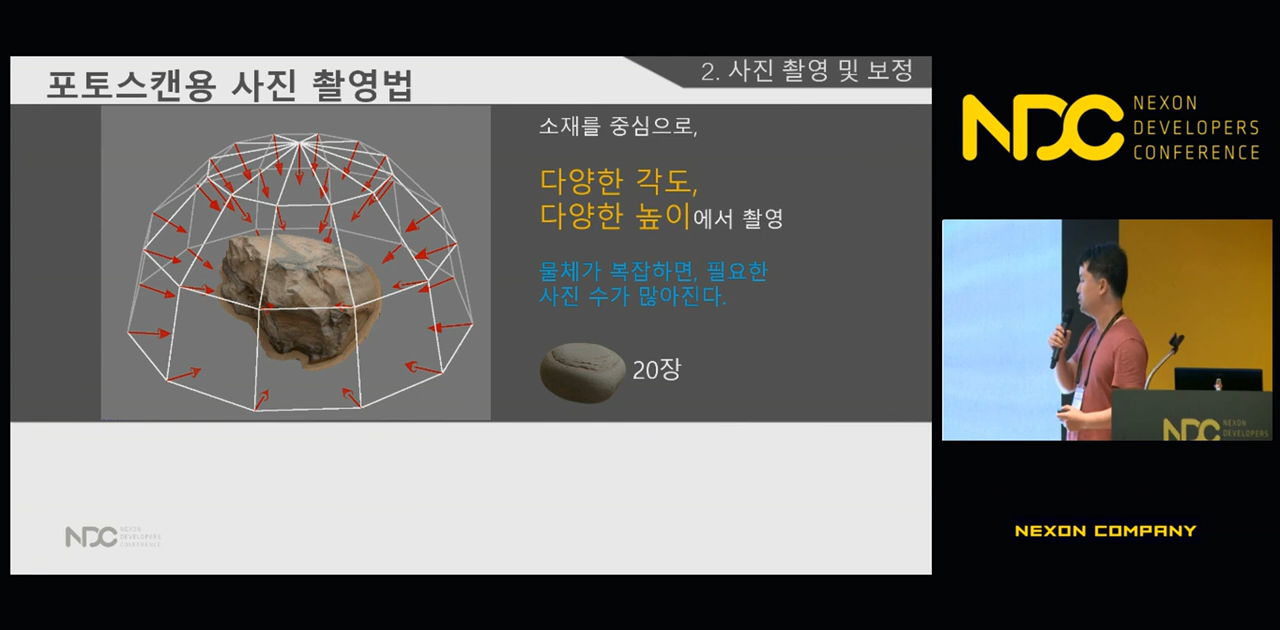 포토스캔용 사진 촬영법
2. 사진 촬영 및 보정
소재를 중심으로,
다양한 각도,
다양한 높이에서 촬영
물체가 복잡하면, 필요한
사진 수가 많아진다.
20장
NDC NEXON
DEVELOPERS
CONFERENCE
NDC NEXON
DEVELOPERS
CONFERENCE
NDC NEXON
DEVELOPERS
NEXON COMPANY